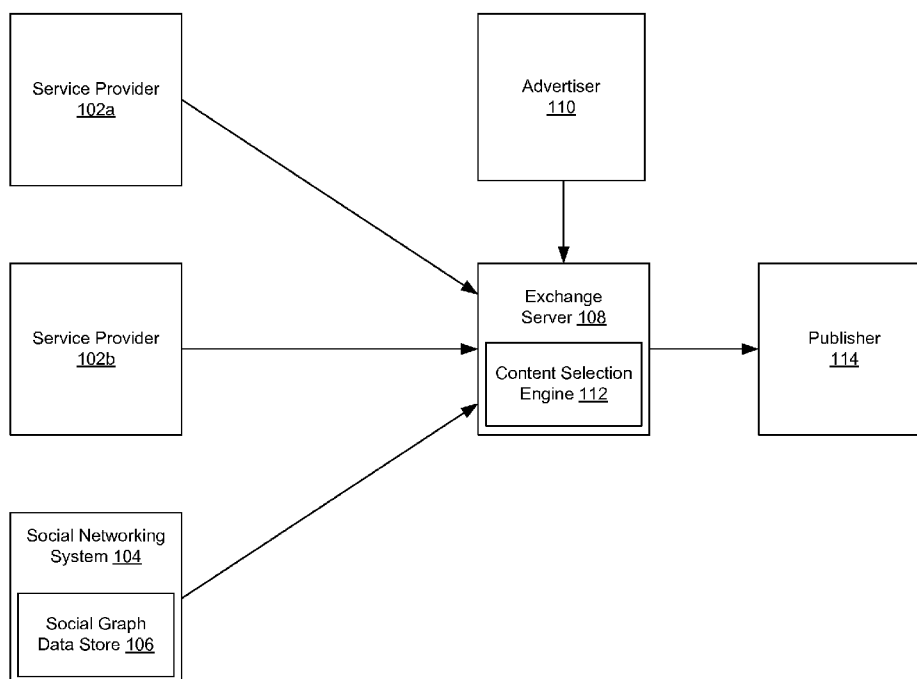 Service Provider
102a
Advertiser
110
Service Provider
102b
Exchange
Server 108
Content Selection
Engine 112
Publisher
114
Social Networking
System 104
Social Graph
Data Store 106